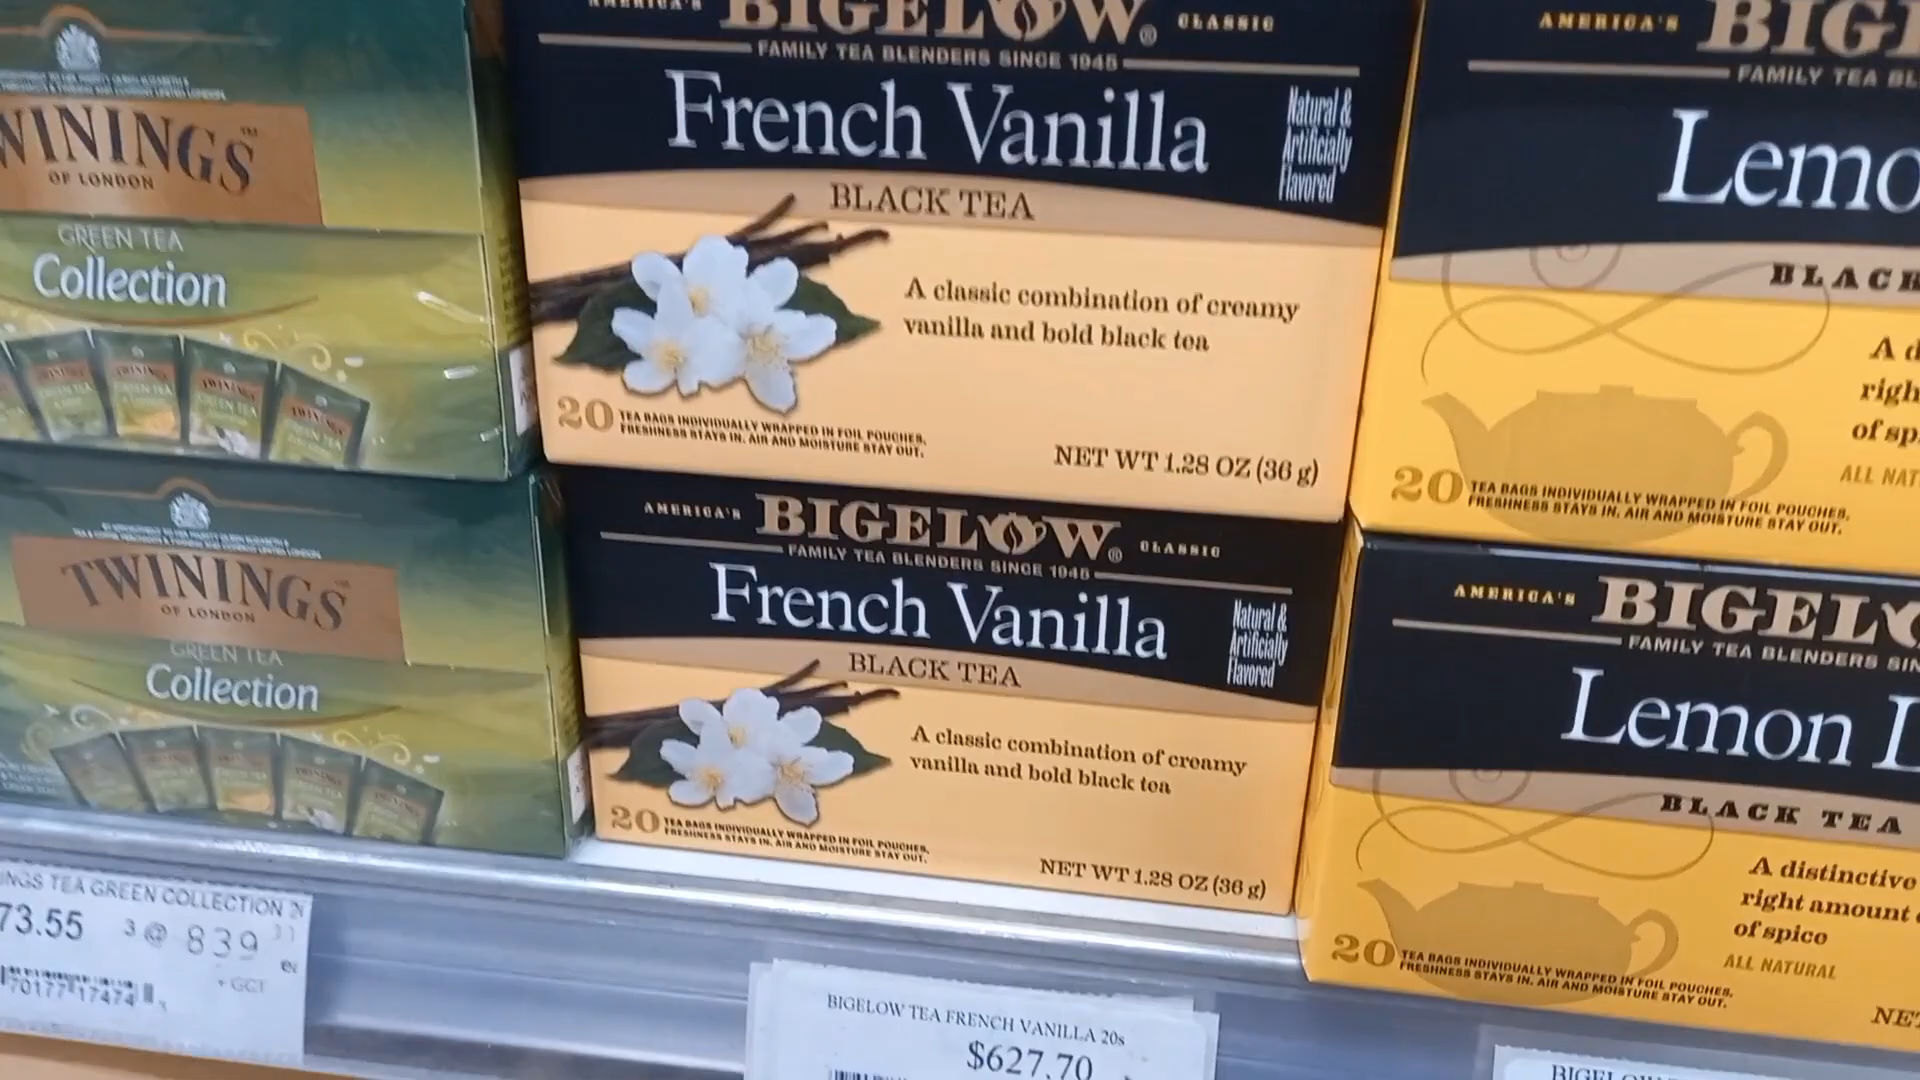 WININGS
OF LONDON
GREEN TEA
Collection
TWININGS
OF LONDON
GREEN TEA
Collection
AMERICA'S BIGELOW® CLASSIC
FAMILY TEA BLENDERS SINCE 1945
French Vanilla
Natural &
Artificially
Flavored
BLACK TEA
A classic combination of creamy
vanilla and bold black tea
20 TEA BAGS INDIVIDUALLY WRAPPED IN FOIL POUCHES.
FRESHNESS STAYS IN. AIR AND MOISTURE STAY OUT.
NET WT 1.28 OZ (36 g)
AMERICA'S BIGELOW® CLASSIC
FAMILY TEA BLENDERS SINCE 1945
French Vanilla
Natural &
Artificially
Flavored
BLACK TEA
A classic combination of creamy
vanilla and bold black tea
20 TEA BAGS INDIVIDUALLY WRAPPED IN FOIL POUCHES.
FRESHNESS STAYS IN. AIR AND MOISTURE STAY OUT.
NET WT 1.28 OZ (36 g)
AMERICA'S BIG
FAMILY TEA BL
Lemo
BLACK
A d
righ
of sp
ALL NAT
20 TEA BAGS INDIVIDUALLY WRAPPED IN FOIL POUCHES.
FRESHNESS STAYS IN. AIR AND MOISTURE STAY OUT.
AMERICA'S BIGELO
FAMILY TEA BLENDERS SIN
Lemon L
BLACK TEA
A distinctive
right amount
of spice
ALL NATURAL
20 TEA BAGS INDIVIDUALLY WRAPPED IN FOIL POUCHES.
FRESHNESS STAYS IN. AIR AND MOISTURE STAY OUT.
NET
INGS TEA GREEN COLLECTION 2
73.55 3 @ 839 31
ea
+ GCT
70177 17474
BIGELOW TEA FRENCH VANILLA 20s
$627.70
BIGELOW